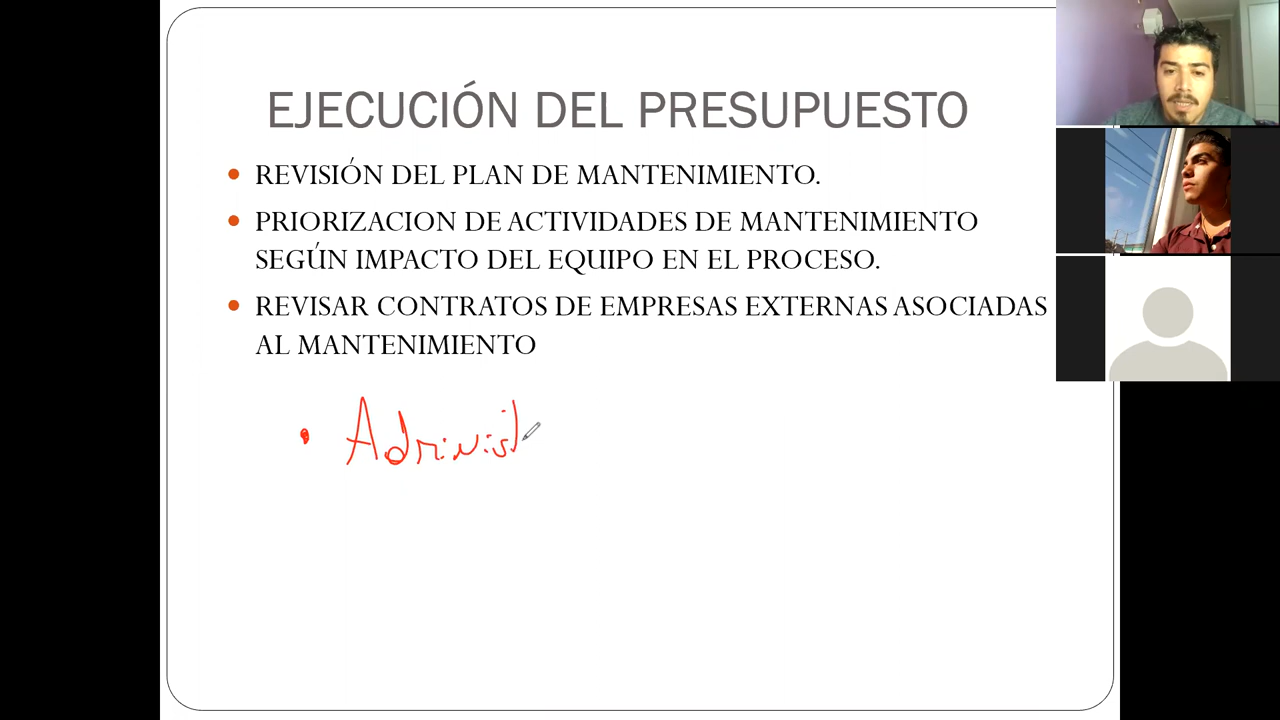 EJECUCIÓN DEL PRESUPUESTO
• REVISIÓN DEL PLAN DE MANTENIMIENTO.
• PRIORIZACION DE ACTIVIDADES DE MANTENIMIENTO
SEGÚN IMPACTO DEL EQUIPO EN EL PROCESO.
• REVISAR CONTRATOS DE EMPRESAS EXTERNAS ASOCIADAS
AL MANTENIMIENTO
• Administ